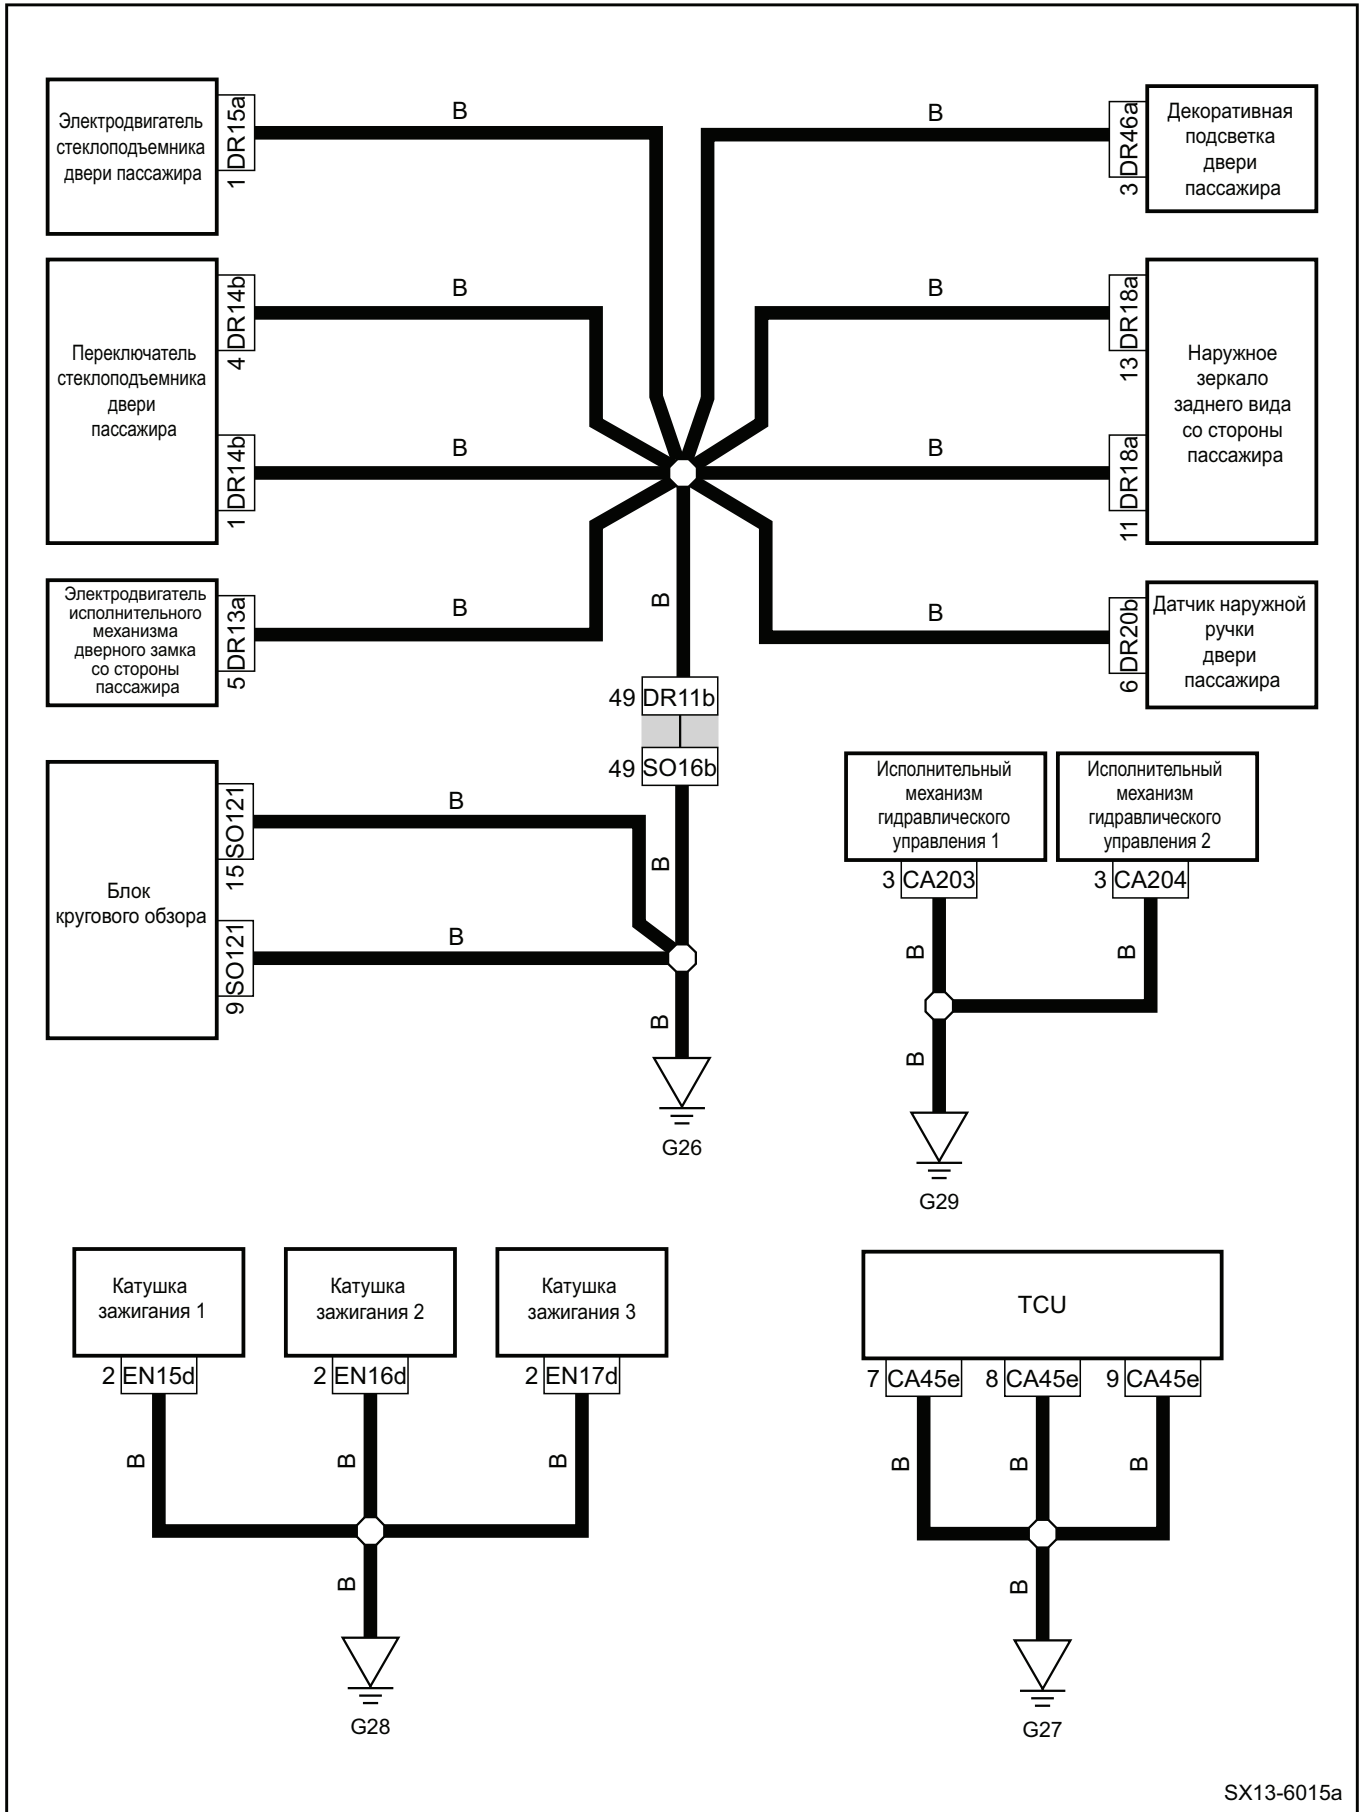 Электродвигатель
стеклоподъемника
двери пассажира
1 DR15a
B
B
3 DR46a
Декоративная
подсветка
двери
пассажира
Переключатель
стеклоподъемника
двери
пассажира
4 DR14b
B
1 DR14b
B
B
13 DR18a
B
11 DR18a
Наружное
зеркало
заднего вида
со стороны
пассажира
Электродвигатель
исполнительного
механизма
дверного замка
со стороны
пассажира
5 DR13a
B
B
B
6 DR20b
Датчик наружной
ручки
двери
пассажира
49 DR11b
49 SO16b
Блок
кругового обзора
15 SO121
B
9 SO121
B
B
B
G26
Исполнительный
механизм
гидравлического
управления 1
3 CA203
B
Исполнительный
механизм
гидравлического
управления 2
3 CA204
B
B
G29
Катушка
зажигания 1
2 EN15d
B
Катушка
зажигания 2
2 EN16d
B
Катушка
зажигания 3
2 EN17d
B
B
G28
TCU
7 CA45e
8 CA45e
9 CA45e
B
B
B
B
G27
SX13-6015a